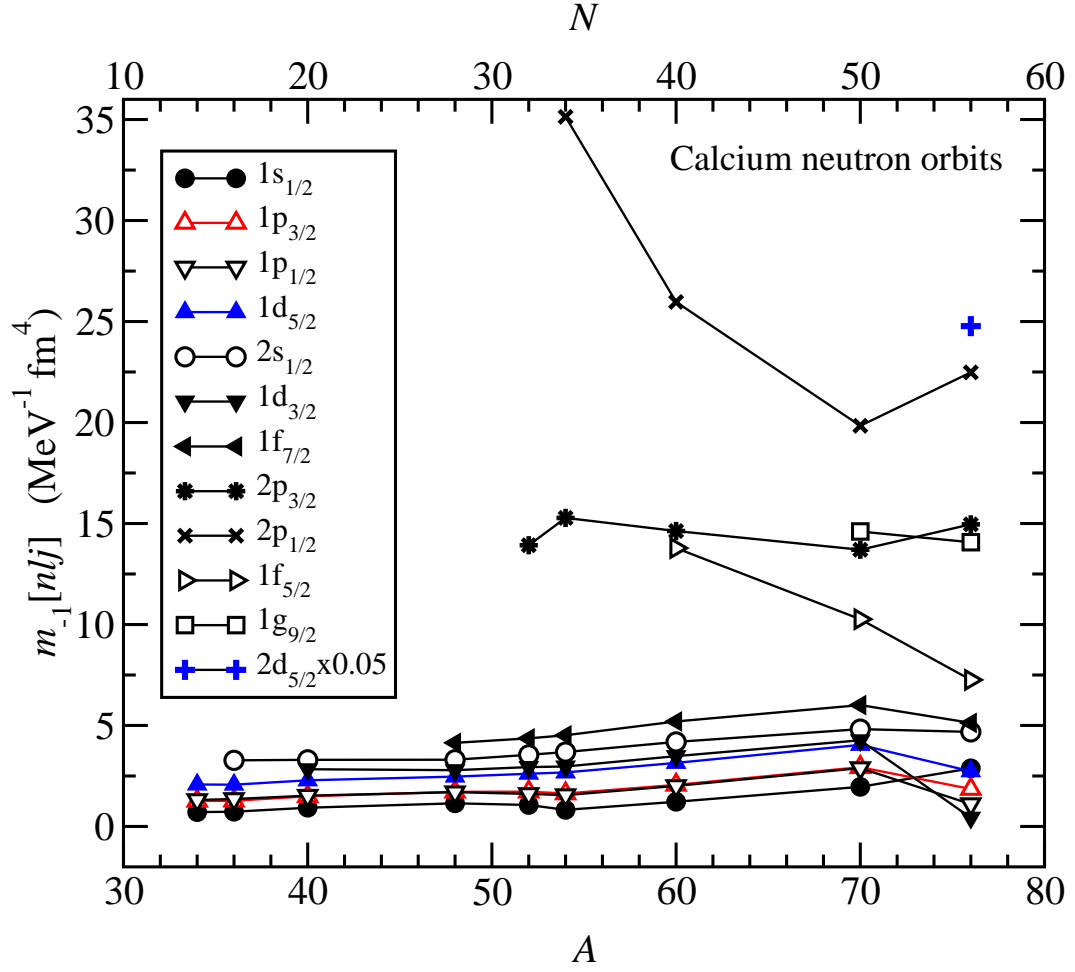 N
10 20 30 40 50 60
35
30
25
20
15
10
5
0
m₋₁[nlj] (MeV⁻¹ fm⁴)
Calcium neutron orbits
1s₁/₂
1p₃/₂
1p₁/₂
1d₅/₂
2s₁/₂
1d₃/₂
1f₇/₂
2p₃/₂
2p₁/₂
1f₅/₂
1g₉/₂
2d₅/₂x0.05
30 40 50 60 70 80
A